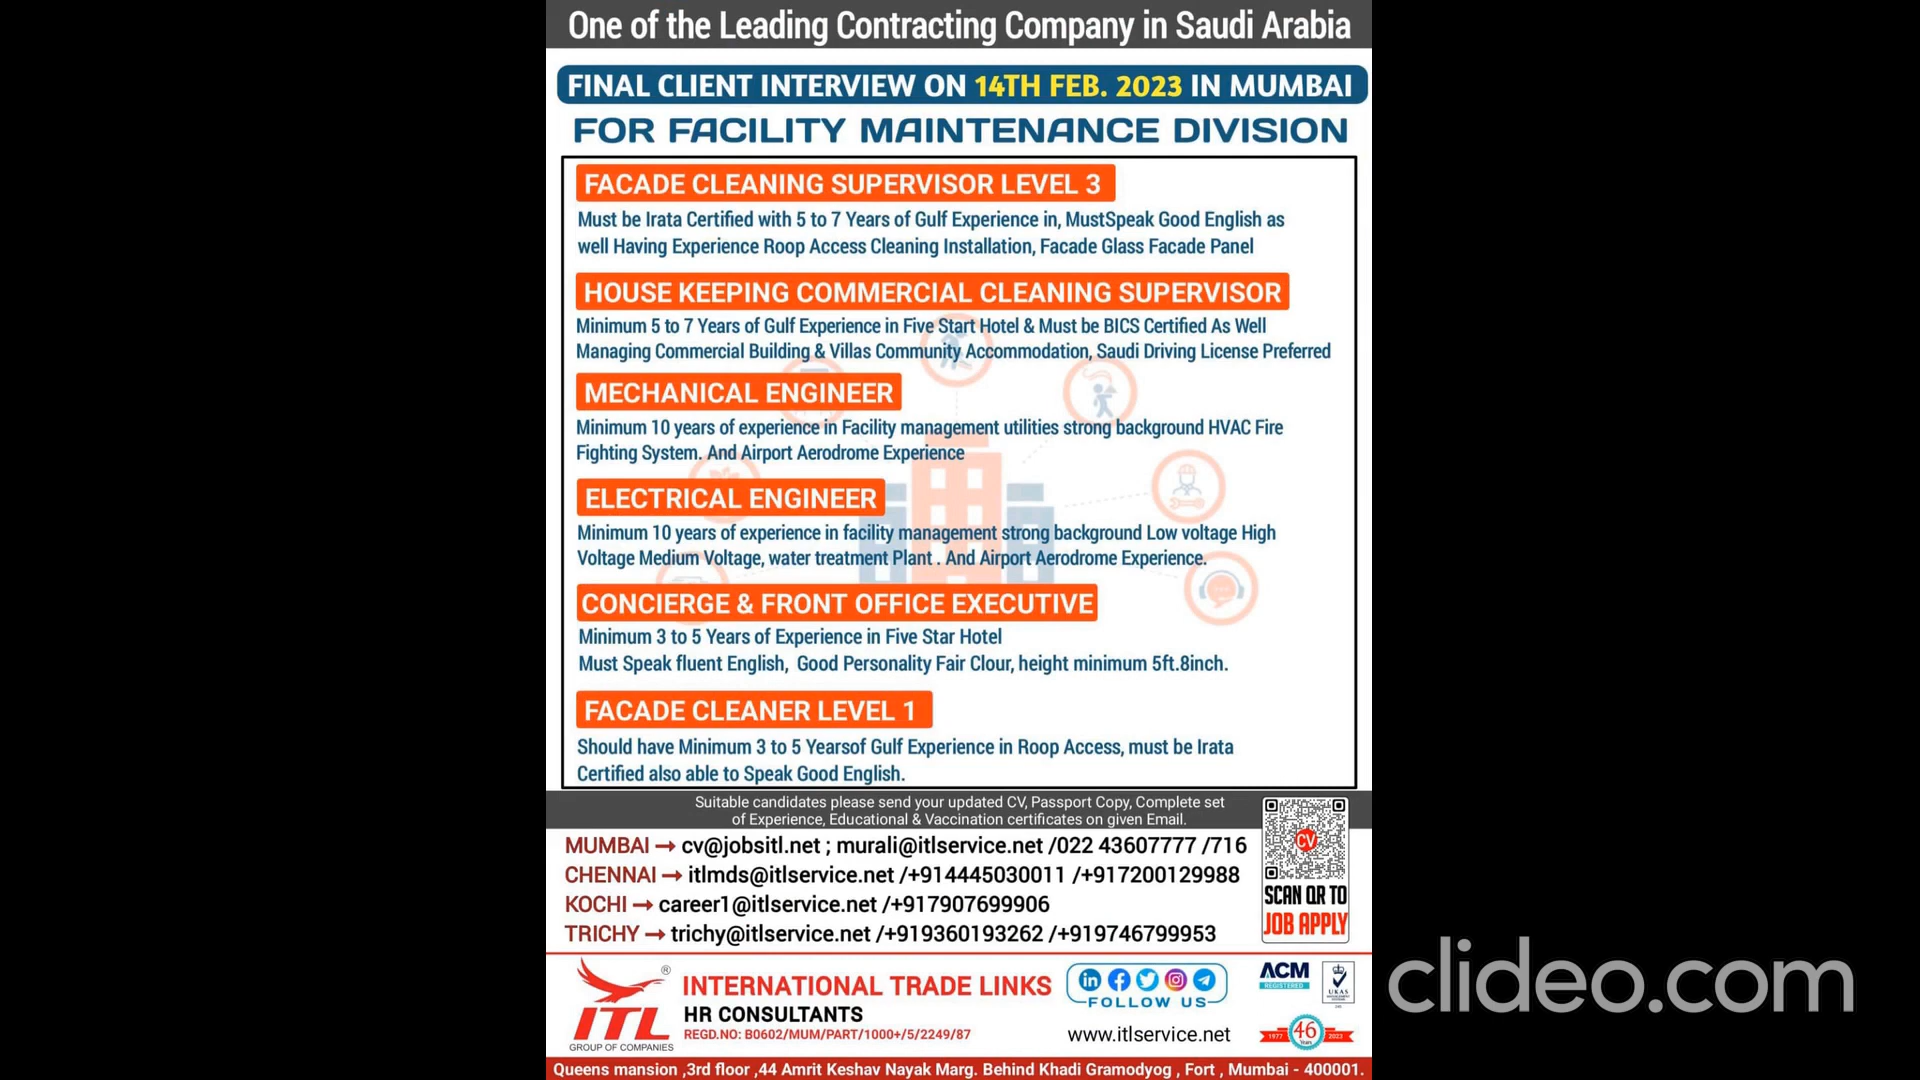 One of the Leading Contracting Company in Saudi Arabia
FINAL CLIENT INTERVIEW ON 14TH FEB. 2023 IN MUMBAI
FOR FACILITY MAINTENANCE DIVISION
FACADE CLEANING SUPERVISOR LEVEL 3
Must be Irata Certified with 5 to 7 Years of Gulf Experience in, MustSpeak Good English as
well Having Experience Roop Access Cleaning Installation, Facade Glass Facade Panel
HOUSE KEEPING COMMERCIAL CLEANING SUPERVISOR
Minimum 5 to 7 Years of Gulf Experience in Five Start Hotel & Must be BICS Certified As Well
Managing Commercial Building & Villas Community Accommodation, Saudi Driving License Preferred
MECHANICAL ENGINEER
Minimum 10 years of experience in Facility management utilities strong background HVAC Fire
Fighting System. And Airport Aerodrome Experience
ELECTRICAL ENGINEER
Minimum 10 years of experience in facility management strong background Low voltage High
Voltage Medium Voltage, water treatment Plant . And Airport Aerodrome Experience.
CONCIERGE & FRONT OFFICE EXECUTIVE
Minimum 3 to 5 Years of Experience in Five Star Hotel
Must Speak fluent English, Good Personality Fair Clour, height minimum 5ft.8inch.
FACADE CLEANER LEVEL 1
Should have Minimum 3 to 5 Yearsof Gulf Experience in Roop Access, must be Irata
Certified also able to Speak Good English.
Suitable candidates please send your updated CV, Passport Copy, Complete set
of Experience, Educational & Vaccination certificates on given Email.
MUMBAI → cv@jobsitl.net ; murali@itlservice.net /022 43607777 /716
CHENNAI → itlmds@itlservice.net /+914445030011 /+917200129988
KOCHI → career1@itlservice.net /+917907699906
TRICHY → trichy@itlservice.net /+919360193262 /+919746799953
CV
SCAN QR TO
JOB APPLY
®
ITL
GROUP OF COMPANIES
INTERNATIONAL TRADE LINKS
HR CONSULTANTS
REGD.NO: B0602/MUM/PART/1000+/5/2249/87
FOLLOW US
www.itlservice.net
ACM
REGISTERED
UKAS
1977 46 Years 2023
Queens mansion ,3rd floor ,44 Amrit Keshav Nayak Marg. Behind Khadi Gramodyog , Fort , Mumbai - 400001.
clideo.com